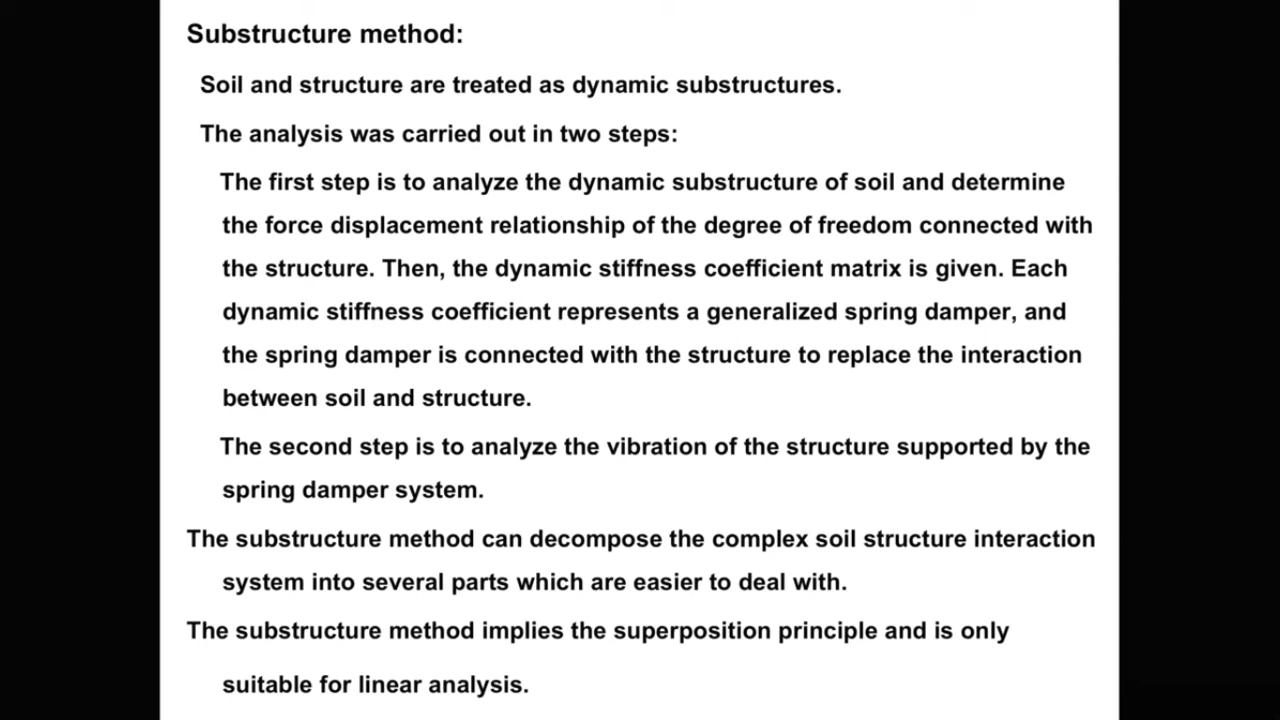 Substructure method:
Soil and structure are treated as dynamic substructures.
The analysis was carried out in two steps:
The first step is to analyze the dynamic substructure of soil and determine
the force displacement relationship of the degree of freedom connected with
the structure. Then, the dynamic stiffness coefficient matrix is given. Each
dynamic stiffness coefficient represents a generalized spring damper, and
the spring damper is connected with the structure to replace the interaction
between soil and structure.
The second step is to analyze the vibration of the structure supported by the
spring damper system.
The substructure method can decompose the complex soil structure interaction
system into several parts which are easier to deal with.
The substructure method implies the superposition principle and is only
suitable for linear analysis.